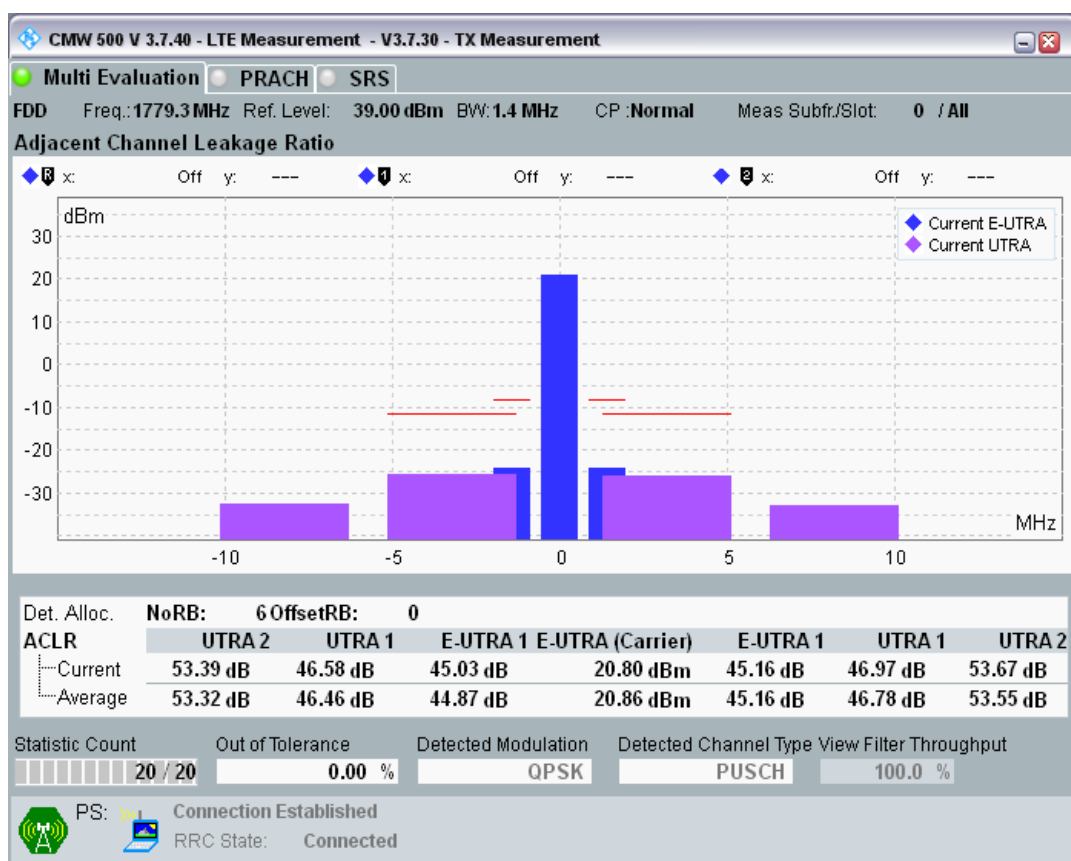 CMW 500 V 3.7.40 - LTE Measurement - V3.7.30 - TX Measurement
Multi Evaluation PRACH SRS
FDD Freq.: 1779.3 MHz Ref. Level: 39.00 dBm BW: 1.4 MHz CP : Normal Meas Subfr./Slot: 0 / All
Adjacent Channel Leakage Ratio
R x: Off y: --- 1 x: Off y: --- 2 x: Off y: ---
dBm
Current E-UTRA
Current UTRA
30
20
10
0
-10
-20
-30
MHz
-10 -5 0 5 10
Det. Alloc. NoRB: 6 OffsetRB: 0
ACLR UTRA 2 UTRA 1 E-UTRA 1 E-UTRA (Carrier) E-UTRA 1 UTRA 1 UTRA 2
Current 53.39 dB 46.58 dB 45.03 dB 20.80 dBm 45.16 dB 46.97 dB 53.67 dB
Average 53.32 dB 46.46 dB 44.87 dB 20.86 dBm 45.16 dB 46.78 dB 53.55 dB
Statistic Count Out of Tolerance Detected Modulation Detected Channel Type View Filter Throughput
20 / 20 0.00 % QPSK PUSCH 100.0 %
PS: Connection Established
RRC State: Connected